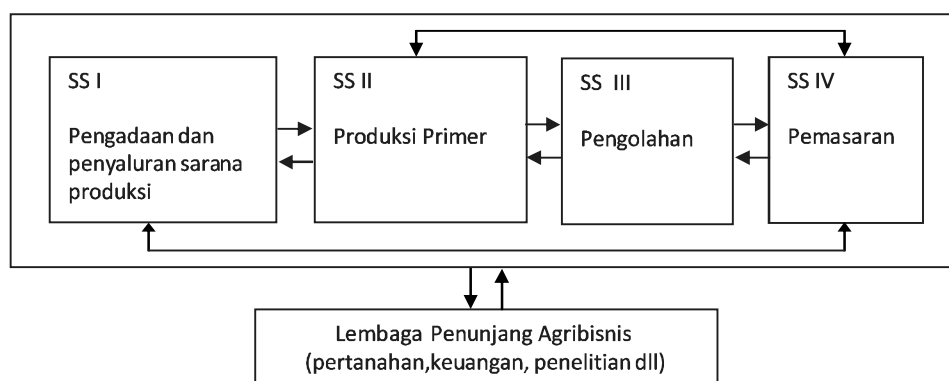 SS I
Pengadaan dan
penyaluran sarana
produksi
SS II
Produksi Primer
SS III
Pengolahan
SS IV
Pemasaran
Lembaga Penunjang Agribisnis
(pertanahan,keuangan, penelitian dll)